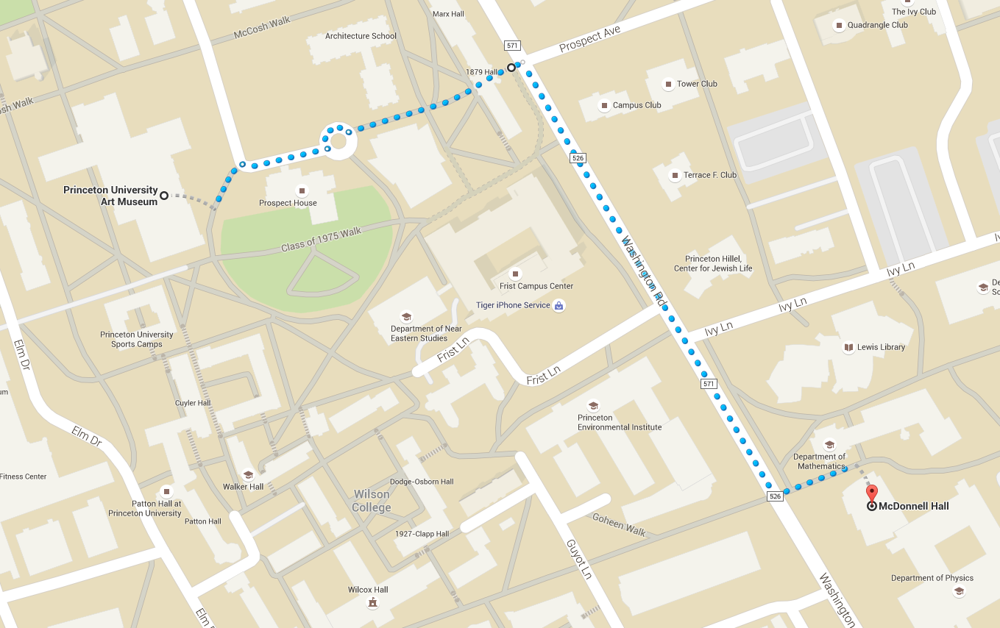 Marx Hall
The Ivy Club
McCosh Walk
Quadrangle Club
Architecture School
Prospect Ave
571
1879 Hall
Tower Club
osh Walk
Campus Club
526
Terrace F. Club
Princeton University
Art Museum
Prospect House
Class of 1975 Walk
Washington Rd
Princeton Hillel,
Center for Jewish Life
Ivy Ln
Frist Campus Center
Tiger iPhone Service
Ivy Ln
Ivy Ln
Department of Near
Eastern Studies
Princeton University
Sports Camps
Lewis Library
Elm Dr
Frist Ln
Frist Ln
571
Cuyler Hall
Princeton
Environmental Institute
Elm Dr
Department of
Mathematics
Fitness Center
Walker Hall
Dodge-Osborn Hall
Wilson
College
526
McDonnell Hall
Patton Hall at
Princeton University
Patton Hall
1927-Clapp Hall
Goheen Walk
Guyot Ln
Department of Physics
Wilcox Hall
Washington
Elm